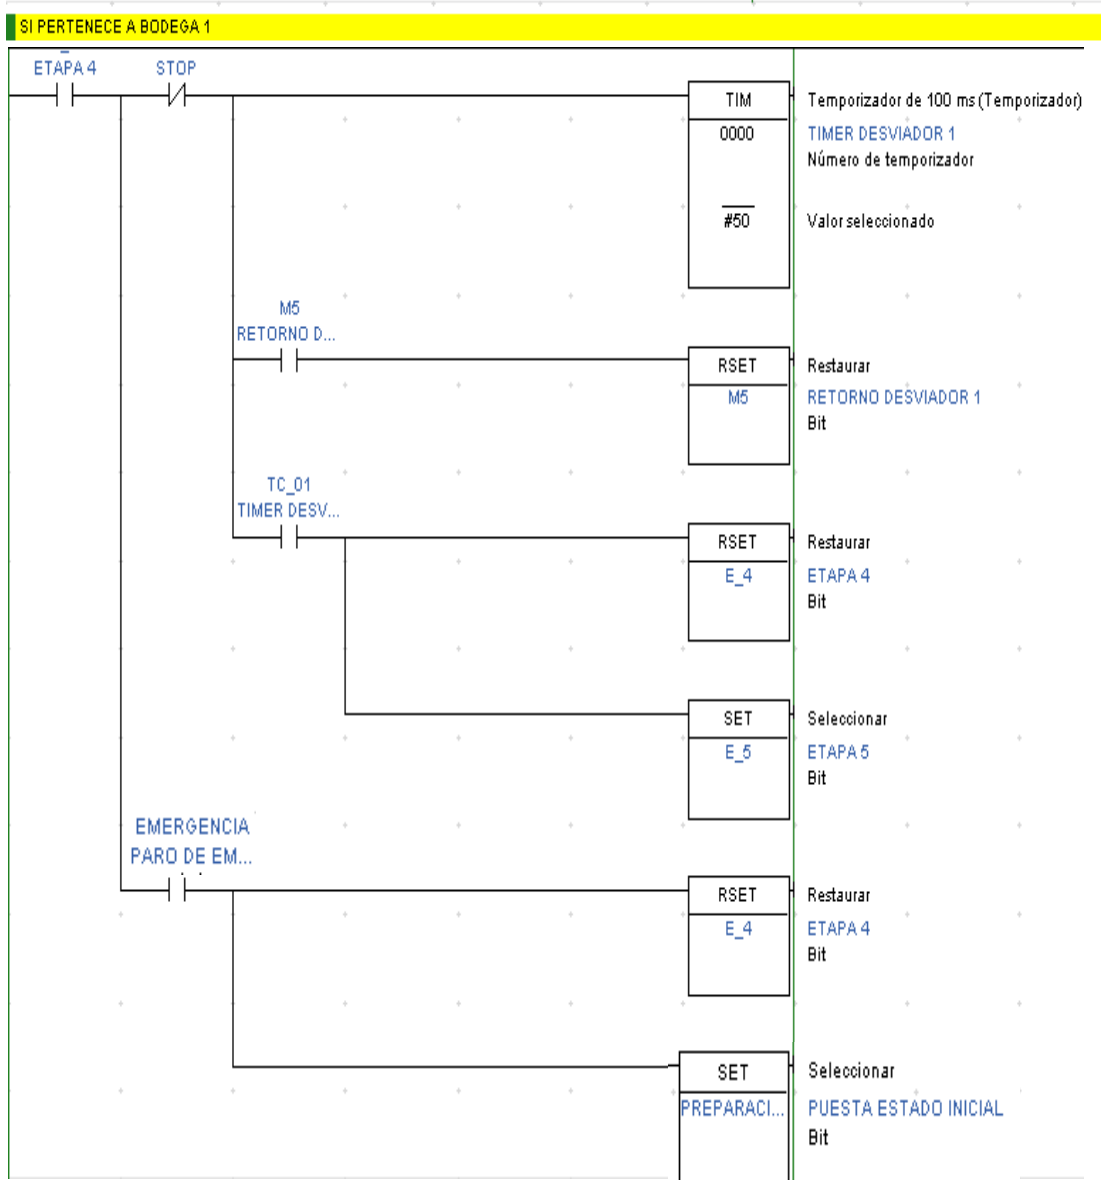 SI PERTENECE A BODEGA 1
ETAPA 4
STOP
TIM
Temporizador de 100 ms (Temporizador)
0000
TIMER DESVIADOR 1
Número de temporizador
#50
Valor seleccionado
M5
RETORNO D...
RSET
Restaurar
M5
RETORNO DESVIADOR 1
Bit
TC_01
TIMER DESV...
RSET
Restaurar
E_4
ETAPA 4
Bit
SET
Seleccionar
E_5
ETAPA 5
Bit
EMERGENCIA
PARO DE EM...
RSET
Restaurar
E_4
ETAPA 4
Bit
SET
Seleccionar
PREPARACI...
PUESTA ESTADO INICIAL
Bit